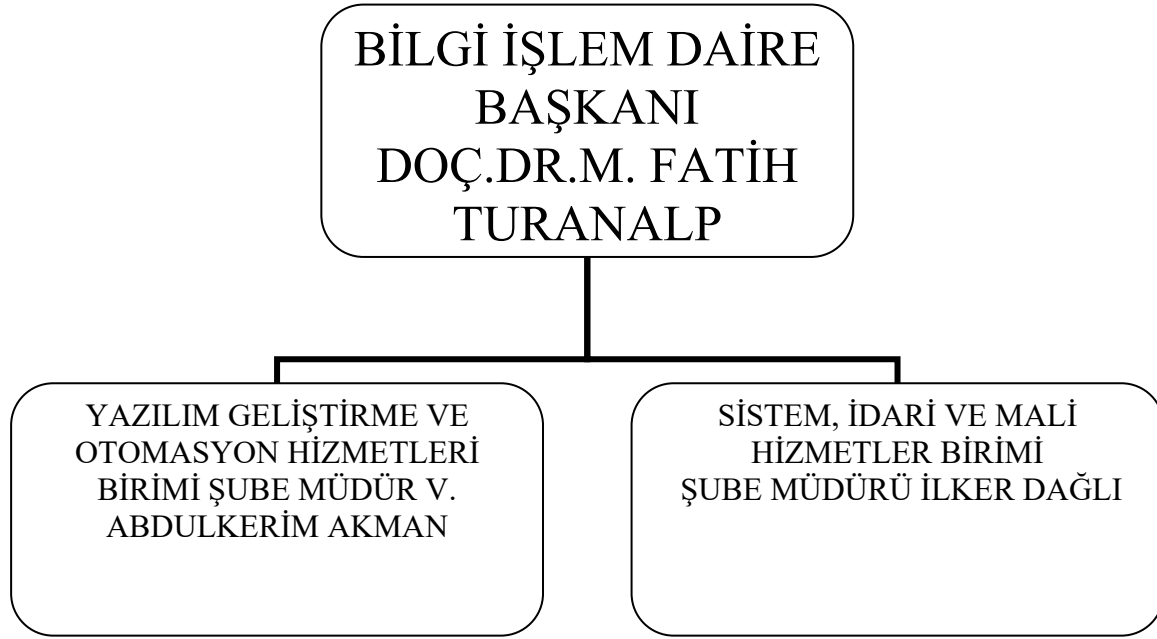 BİLGİ İŞLEM DAİRE
BAŞKANI
DOÇ.DR.M. FATİH
TURANALP
YAZILIM GELİŞTİRME VE
OTOMASYON HİZMETLERİ
BİRİMİ ŞUBE MÜDÜR V.
ABDULKERİM AKMAN
SİSTEM, İDARİ VE MALİ
HİZMETLER BİRİMİ
ŞUBE MÜDÜRÜ İLKER DAĞLI